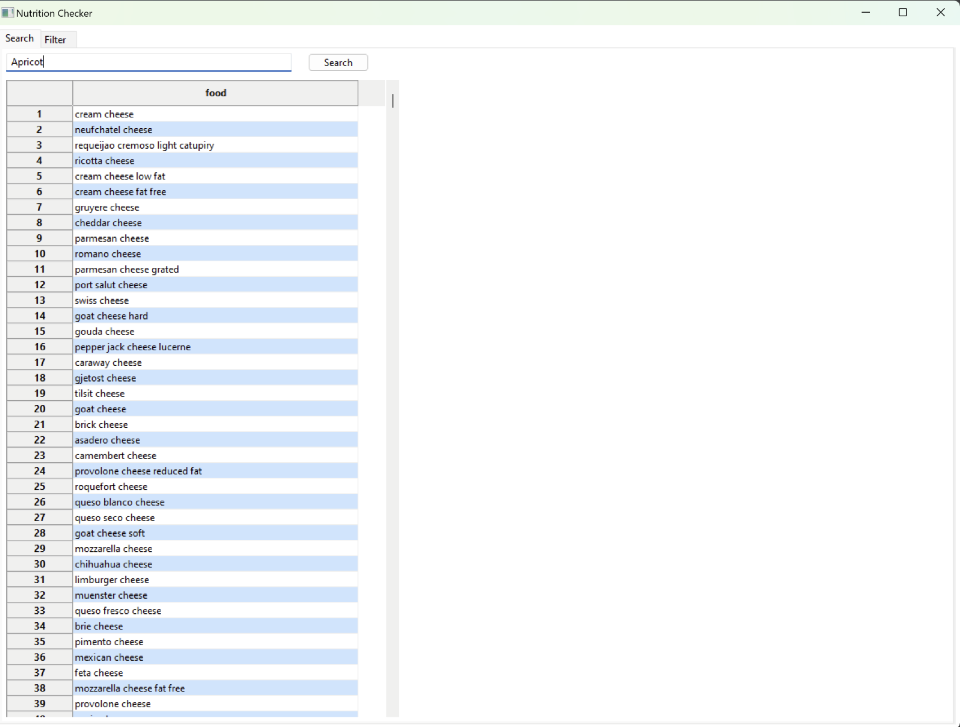 Nutrition Checker
Search Filter
Apricot Search
food
1 cream cheese
2 neufchatel cheese
3 requeijao cremoso light catupiry
4 ricotta cheese
5 cream cheese low fat
6 cream cheese fat free
7 gruyere cheese
8 cheddar cheese
9 parmesan cheese
10 romano cheese
11 parmesan cheese grated
12 port salut cheese
13 swiss cheese
14 goat cheese hard
15 gouda cheese
16 pepper jack cheese lucerne
17 caraway cheese
18 gjetost cheese
19 tilsit cheese
20 goat cheese
21 brick cheese
22 asadero cheese
23 camembert cheese
24 provolone cheese reduced fat
25 roquefort cheese
26 queso blanco cheese
27 queso seco cheese
28 goat cheese soft
29 mozzarella cheese
30 chihuahua cheese
31 limburger cheese
32 muenster cheese
33 queso fresco cheese
34 brie cheese
35 pimento cheese
36 mexican cheese
37 feta cheese
38 mozzarella cheese fat free
39 provolone cheese